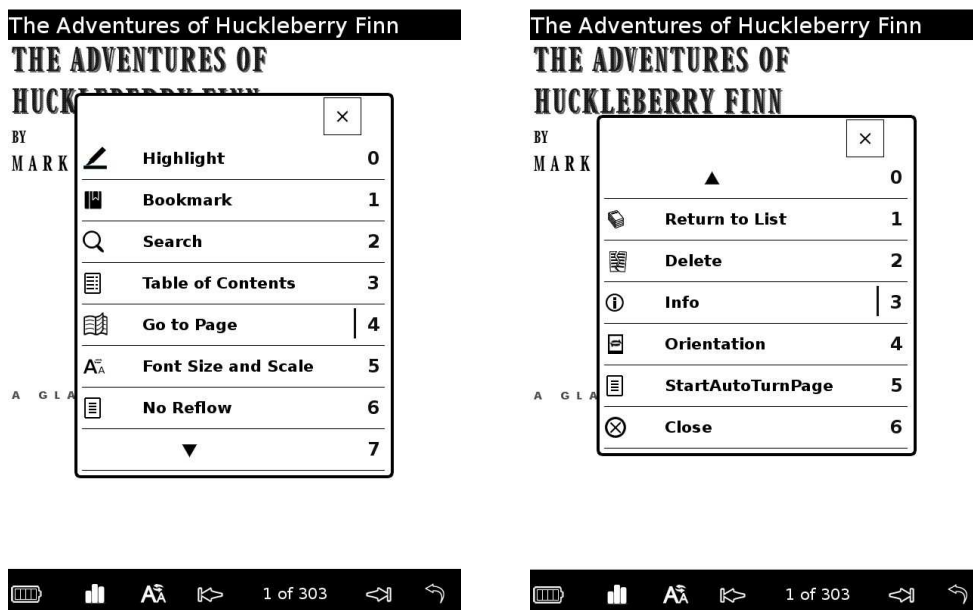 The Adventures of Huckleberry Finn
THE ADVENTURES OF
HUCKLEBERRY FINN
BY
MARK
Highlight 0
Bookmark 1
Search 2
Table of Contents 3
Go to Page 4
Font Size and Scale 5
No Reflow 6
7
A GLA
1 of 303
The Adventures of Huckleberry Finn
THE ADVENTURES OF
HUCKLEBERRY FINN
BY
MARK
0
Return to List 1
Delete 2
Info 3
Orientation 4
StartAutoTurnPage 5
Close 6
A GLA
1 of 303